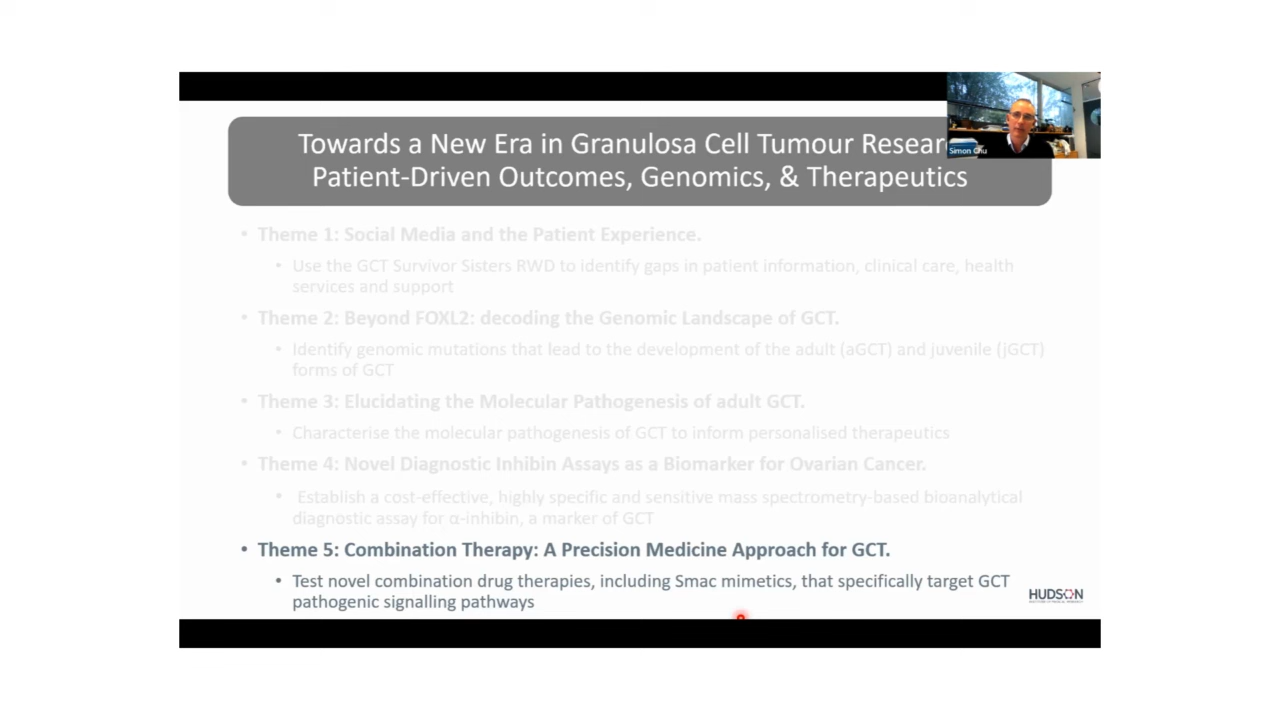 Towards a New Era in Granulosa Cell Tumour Resear
Patient-Driven Outcomes, Genomics, & Therapeutics
Simon Chu
• Theme 1: Social Media and the Patient Experience.
• Use the GCT Survivor Sisters RWD to identify gaps in patient information, clinical care, health
services and support
• Theme 2: Beyond FOXL2: decoding the Genomic Landscape of GCT.
• Identify genomic mutations that lead to the development of the adult (aGCT) and juvenile (jGCT)
forms of GCT
• Theme 3: Elucidating the Molecular Pathogenesis of adult GCT.
• Characterise the molecular pathogenesis of GCT to inform personalised therapeutics
• Theme 4: Novel Diagnostic Inhibin Assays as a Biomarker for Ovarian Cancer.
• Establish a cost-effective, highly specific and sensitive mass spectrometry-based bioanalytical
diagnostic assay for α-inhibin, a marker of GCT
• Theme 5: Combination Therapy: A Precision Medicine Approach for GCT.
• Test novel combination drug therapies, including Smac mimetics, that specifically target GCT
pathogenic signalling pathways
HUDSON